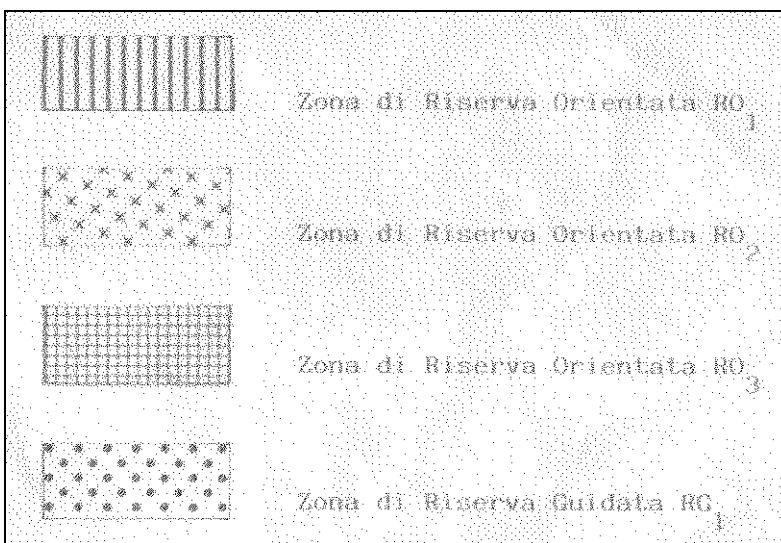 Zona di Riserva Orientata RO₁
Zona di Riserva Orientata RO₂
Zona di Riserva Orientata RO₃
Zona di Riserva Guidata RG₁